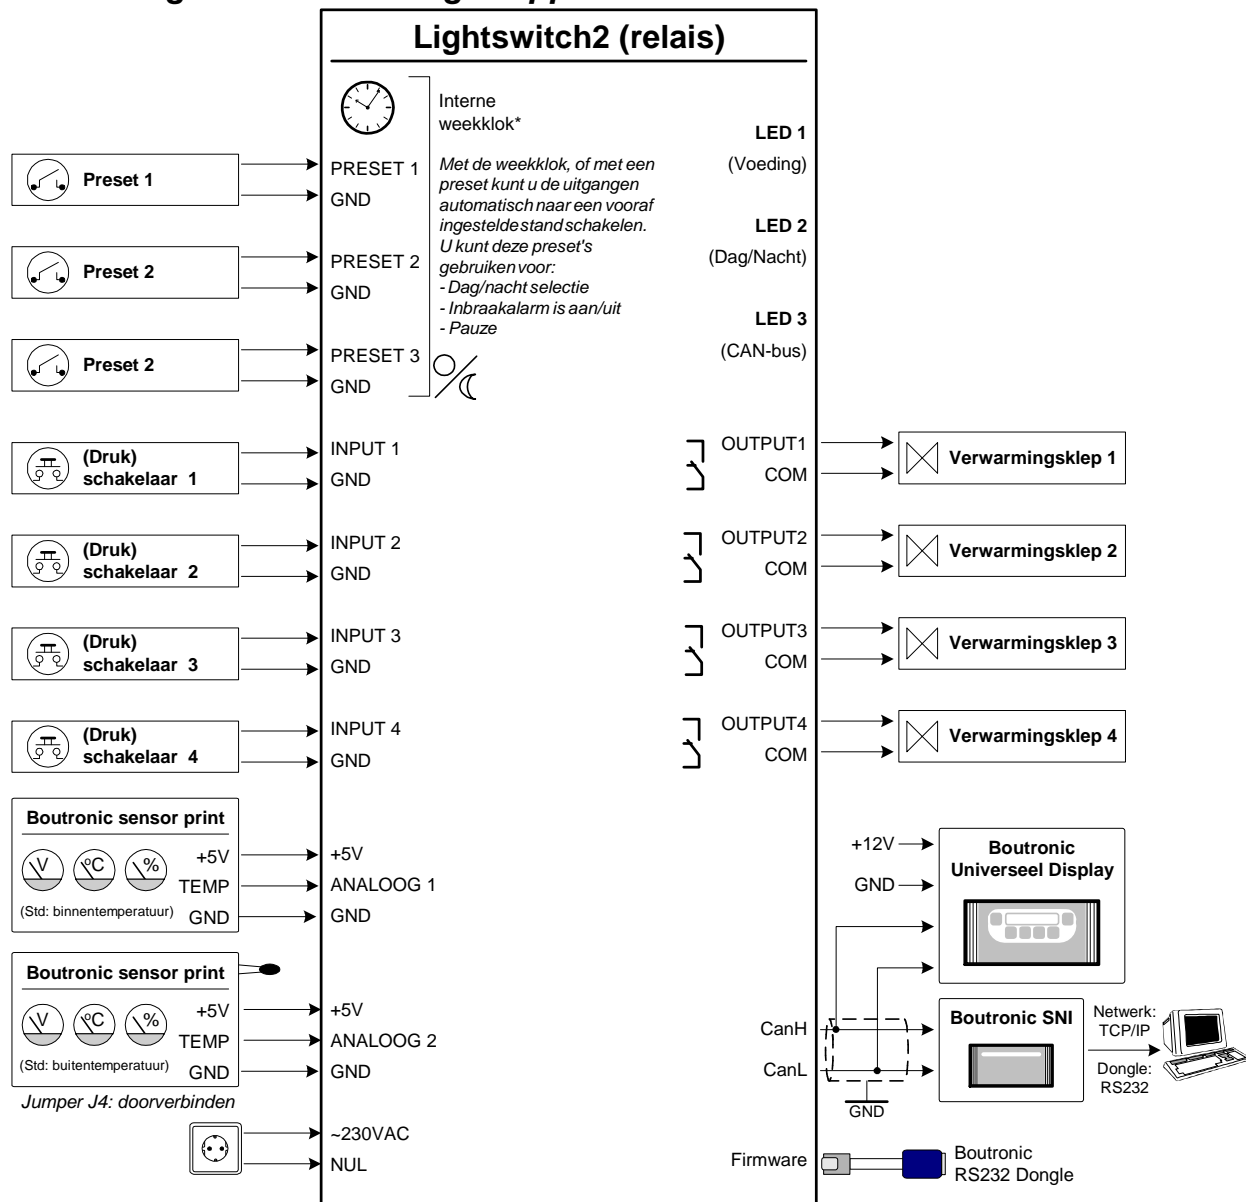 Lightswitch2 (relais)
Interne
weekklok*
Met de weekklok, of met een
preset kunt u de uitgangen
automatisch naar een vooraf
ingestelde stand schakelen.
U kunt deze preset's
gebruiken voor:
- Dag/nacht selectie
- Inbraakalarm is aan/uit
- Pauze
LED 1
(Voeding)
LED 2
(Dag/Nacht)
LED 3
(CAN-bus)
Preset 1
PRESET 1
GND
Preset 2
PRESET 2
GND
Preset 2
PRESET 3
GND
(Druk)
schakelaar 1
INPUT 1
GND
OUTPUT1
COM
Verwarmingsklep 1
(Druk)
schakelaar 2
INPUT 2
GND
OUTPUT2
COM
Verwarmingsklep 2
(Druk)
schakelaar 3
INPUT 3
GND
OUTPUT3
COM
Verwarmingsklep 3
(Druk)
schakelaar 4
INPUT 4
GND
OUTPUT4
COM
Verwarmingsklep 4
Boutronic sensor print
V
ºC
%
+5V
TEMP
GND
(Std: binnentemperatuur)
+5V
ANALOOG 1
GND
Boutronic sensor print
V
ºC
%
+5V
TEMP
GND
(Std: buitentemperatuur)
Jumper J4: doorverbinden
+5V
ANALOOG 2
GND
~230VAC
NUL
+12V
GND
Boutronic
Universeel Display
CanH
CanL
GND
Boutronic SNI
Netwerk:
TCP/IP
Dongle:
RS232
Firmware
Boutronic
RS232 Dongle